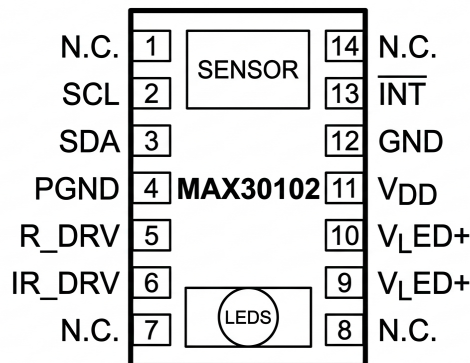 N.C. 1 SENSOR 14 N.C.
SCL 2 13 I̅N̅T̅
SDA 3 12 GND
PGND 4 MAX30102 11 VDD
R_DRV 5 10 VLED+
IR_DRV 6 9 VLED+
N.C. 7 LEDS 8 N.C.